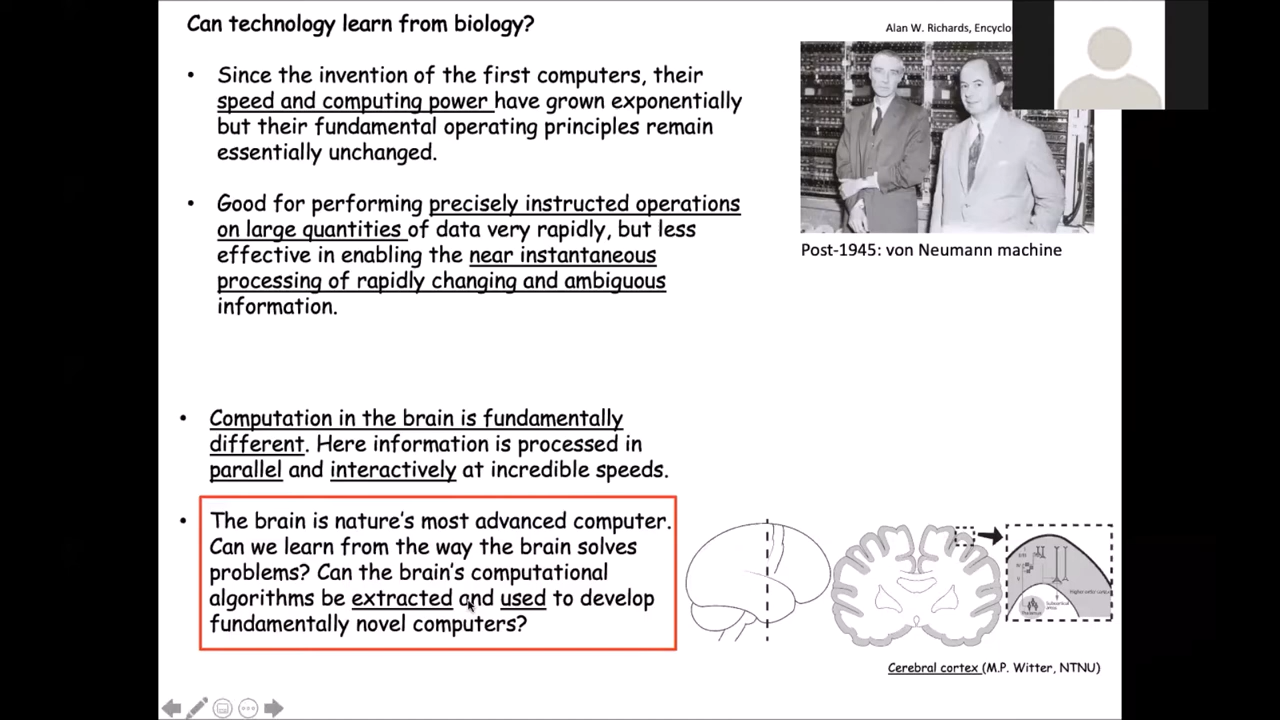 Can technology learn from biology?
Alan W. Richards, Encyclo
• Since the invention of the first computers, their
speed and computing power have grown exponentially
but their fundamental operating principles remain
essentially unchanged.
• Good for performing precisely instructed operations
on large quantities of data very rapidly, but less
effective in enabling the near instantaneous
processing of rapidly changing and ambiguous
information.
Post-1945: von Neumann machine
• Computation in the brain is fundamentally
different. Here information is processed in
parallel and interactively at incredible speeds.
• The brain is nature's most advanced computer.
Can we learn from the way the brain solves
problems? Can the brain's computational
algorithms be extracted and used to develop
fundamentally novel computers?
Cerebral cortex (M.P. Witter, NTNU)